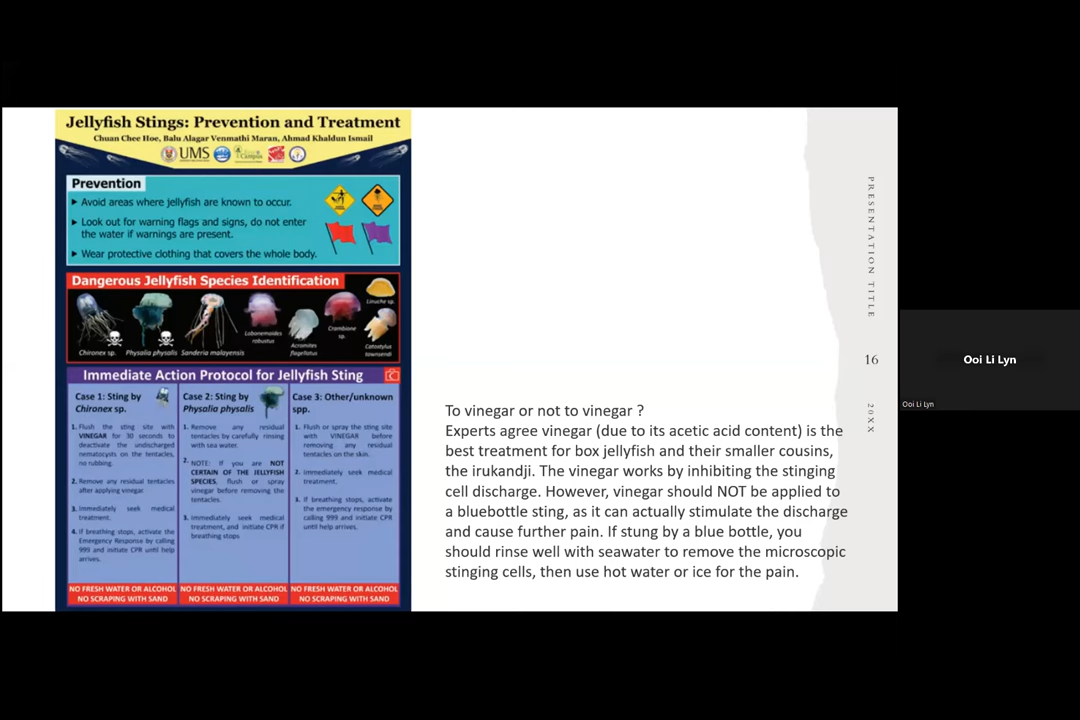 Jellyfish Stings: Prevention and Treatment
Chuan Chee Hoe, Balu Alagar Venmathi Maran, Ahmad Khaldun Ismail
UMS
Campus
Prevention
Avoid areas where jellyfish are known to occur.
Look out for warning flags and signs, do not enter
the water if warnings are present.
Wear protective clothing that covers the whole body.
Dangerous Jellyfish Species Identification
Linuche sp.
Lobonemoides
robustus
Crambone
sp.
Acromites
flagellatus
Catostylus
townsendi
Chironex sp.
Physalia physalis
Sanderia malayensis
Immediate Action Protocol for Jellyfish Sting
Case 1: Sting by
Chironex sp.
1. Flush the sting site with
VINEGAR for 30 seconds to
deactivate the undischarged
nematocysts on the tentacles,
no rubbing.
2. Remove any residual tentacles
after applying vinegar.
3. Immediately seek medical
treatment.
4. If breathing stops, activate the
Emergency Response by calling
999 and initiate CPR until help
arrives.
NO FRESH WATER OR ALCOHOL
NO SCRAPING WITH SAND
Case 2: Sting by
Physalia physalis
1. Remove any residual
tentacles by carefully rinsing
with sea water.
2. NOTE: IF you are NOT
CERTAIN OF THE JELLYFISH
SPECIES, flush or spray
vinegar before removing the
tentacles.
3. Immediately seek medical
treatment, and initiate CPR if
breathing stops
NO FRESH WATER OR ALCOHOL
NO SCRAPING WITH SAND
Case 3: Other/unknown
spp.
1. Flush or spray the sting site
with VINEGAR before
removing any residual
tentacles on the skin.
2. Immediately seek medical
treatment.
3. If breathing stops, activate
the emergency response by
calling 999 and initiate CPR
until help arrives.
NO FRESH WATER OR ALCOHOL
NO SCRAPING WITH SAND
To vinegar or not to vinegar ?
Experts agree vinegar (due to its acetic acid content) is the
best treatment for box jellyfish and their smaller cousins,
the irukandji. The vinegar works by inhibiting the stinging
cell discharge. However, vinegar should NOT be applied to
a bluebottle sting, as it can actually stimulate the discharge
and cause further pain. If stung by a blue bottle, you
should rinse well with seawater to remove the microscopic
stinging cells, then use hot water or ice for the pain.
PRESENTATION TITLE
16
20XX
Ooi Li Lyn
Ooi Li Lyn